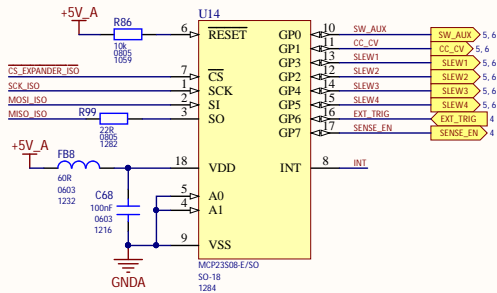 +5V_A
R86
10k
0805
1059
U14
6 RESET GP0 10 SW_AUX SW_AUX 5, 6
GP1 11 CC_CV CC_CV 5, 6
GP3 13 SLEW1 SLEW1 5, 6
CS_EXPANDER_ISO 7 CS GP2 12 SLEW2 SLEW2 5, 6
SCK_ISO 1 SCK GP4 14 SLEW3 SLEW3 5, 6
MOSI_ISO 2 SI GP5 15 SLEW4 SLEW4 5, 6
MISO_ISO R99 3 SO GP6 16 EXT_TRIG EXT_TRIG 4
GP7 17 SENSE_EN SENSE_EN 4
22R
0805
1282
+5V_A
FB8
60R
0603
1232
18 VDD INT 8 INT
C68
100nF
0603
1216
5 A0
4 A1
9 VSS
GNDA
MCP23S08-E/SO
SO-18
1284